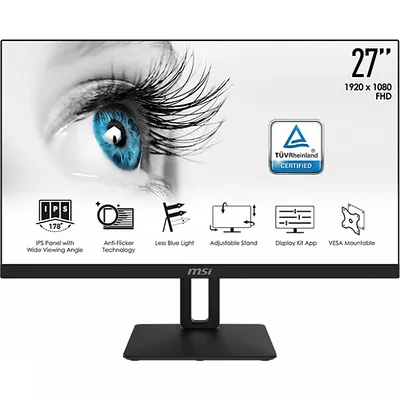 27’’
1920 x 1080
FHD
TÜVRheinland
CERTIFIED
IPS
178°
IPS Panel with
Wide Viewing Angle
Anti-Flicker
Technology
Less Blue Light
Adjustable Stand
Display Kit App
VESA Mountable
msi